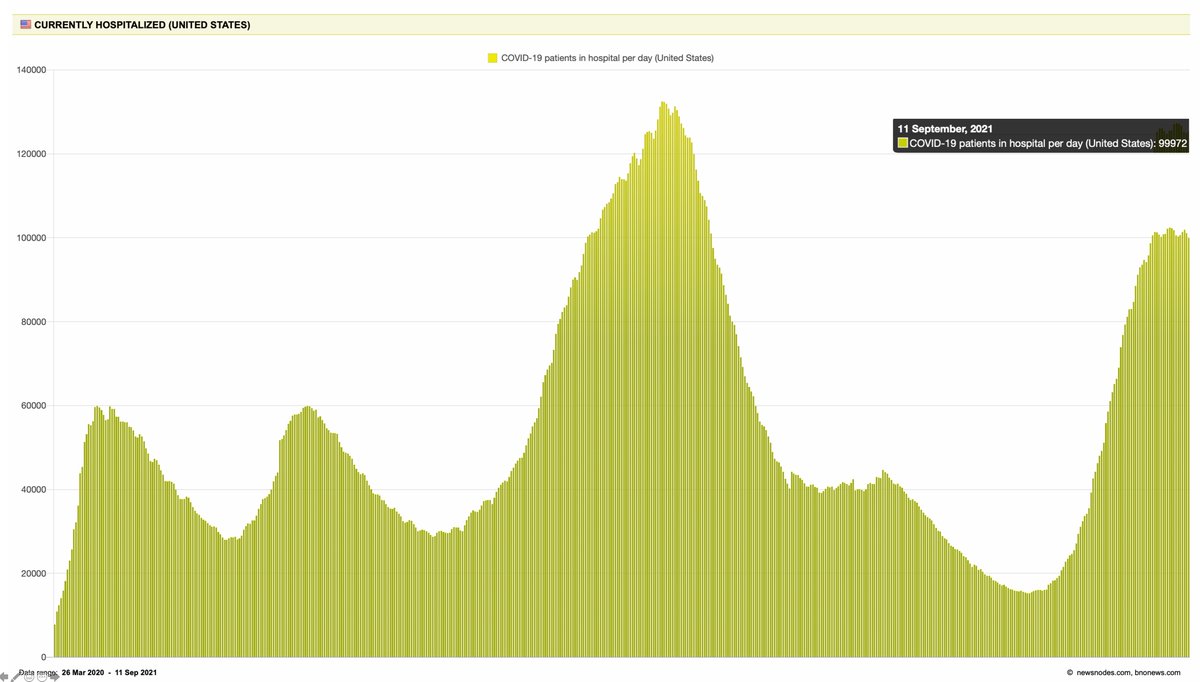 CURRENTLY HOSPITALIZED (UNITED STATES)
COVID-19 patients in hospital per day (United States)
140000
120000
100000
80000
60000
40000
20000
0
11 September, 2021
COVID-19 patients in hospital per day (United States): 99972
Data range: 26 Mar 2020 - 11 Sep 2021
© newsnodes.com, bnonews.com